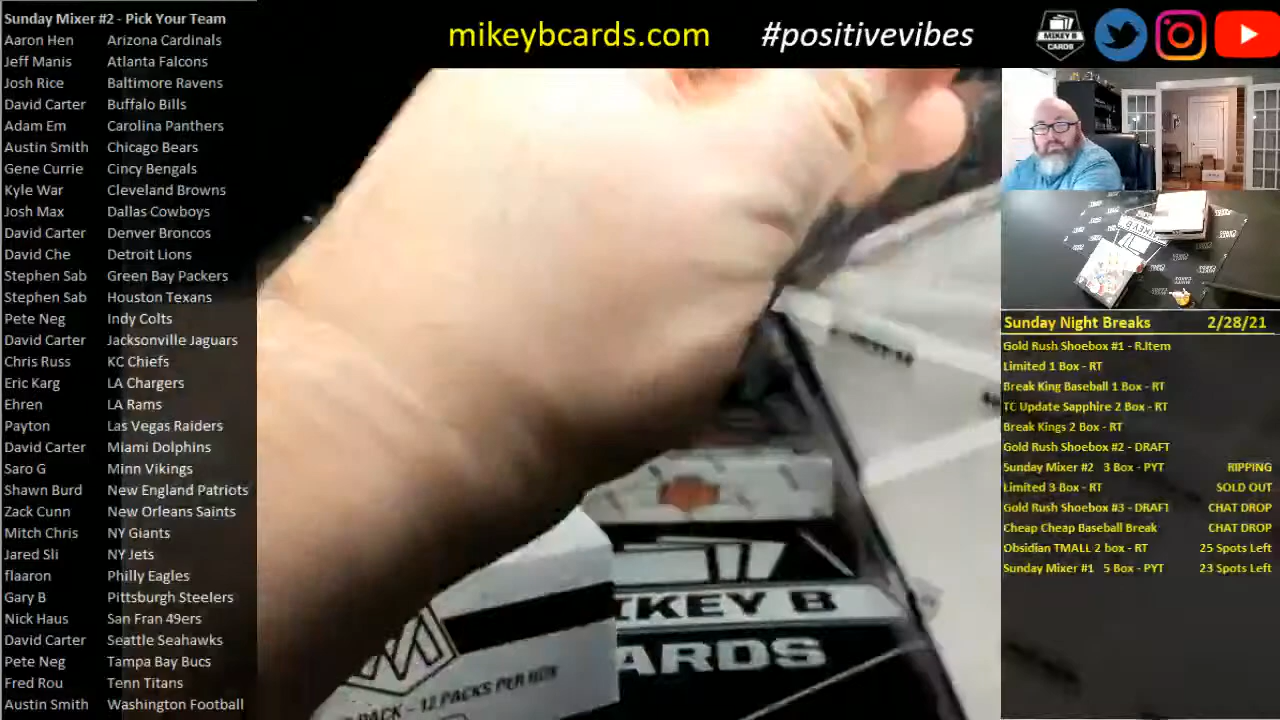 Sunday Mixer #2 - Pick Your Team
Aaron Hen Arizona Cardinals
Jeff Manis Atlanta Falcons
Josh Rice Baltimore Ravens
David Carter Buffalo Bills
Adam Em Carolina Panthers
Austin Smith Chicago Bears
Gene Currie Cincy Bengals
Kyle War Cleveland Browns
Josh Max Dallas Cowboys
David Carter Denver Broncos
David Che Detroit Lions
Stephen Sab Green Bay Packers
Stephen Sab Houston Texans
Pete Neg Indy Colts
David Carter Jacksonville Jaguars
Chris Russ KC Chiefs
Eric Karg LA Chargers
Ehren LA Rams
Payton Las Vegas Raiders
David Carter Miami Dolphins
Saro G Minn Vikings
Shawn Burd New England Patriots
Zack Cunn New Orleans Saints
Mitch Chris NY Giants
Jared Sli NY Jets
flaaron Philly Eagles
Gary B Pittsburgh Steelers
Nick Haus San Fran 49ers
David Carter Seattle Seahawks
Pete Neg Tampa Bay Bucs
Fred Rou Tenn Titans
Austin Smith Washington Football
mikeybcards.com #positivevibes
MIKEY B
CARDS
Sunday Night Breaks 2/28/21
Gold Rush Shoebox #1 - R.Item
Limited 1 Box - RT
Break King Baseball 1 Box - RT
TC Update Sapphire 2 Box - RT
Break Kings 2 Box - RT
Gold Rush Shoebox #2 - DRAFT
Sunday Mixer #2 3 Box - PYT RIPPING
Limited 3 Box - RT SOLD OUT
Gold Rush Shoebox #3 - DRAFT CHAT DROP
Cheap Cheap Baseball Break CHAT DROP
Obsidian TMALL 2 box - RT 25 Spots Left
Sunday Mixer #1 5 Box - PYT 23 Spots Left
IKEY B
ARDS
PACK - 12 PACKS PER BOX